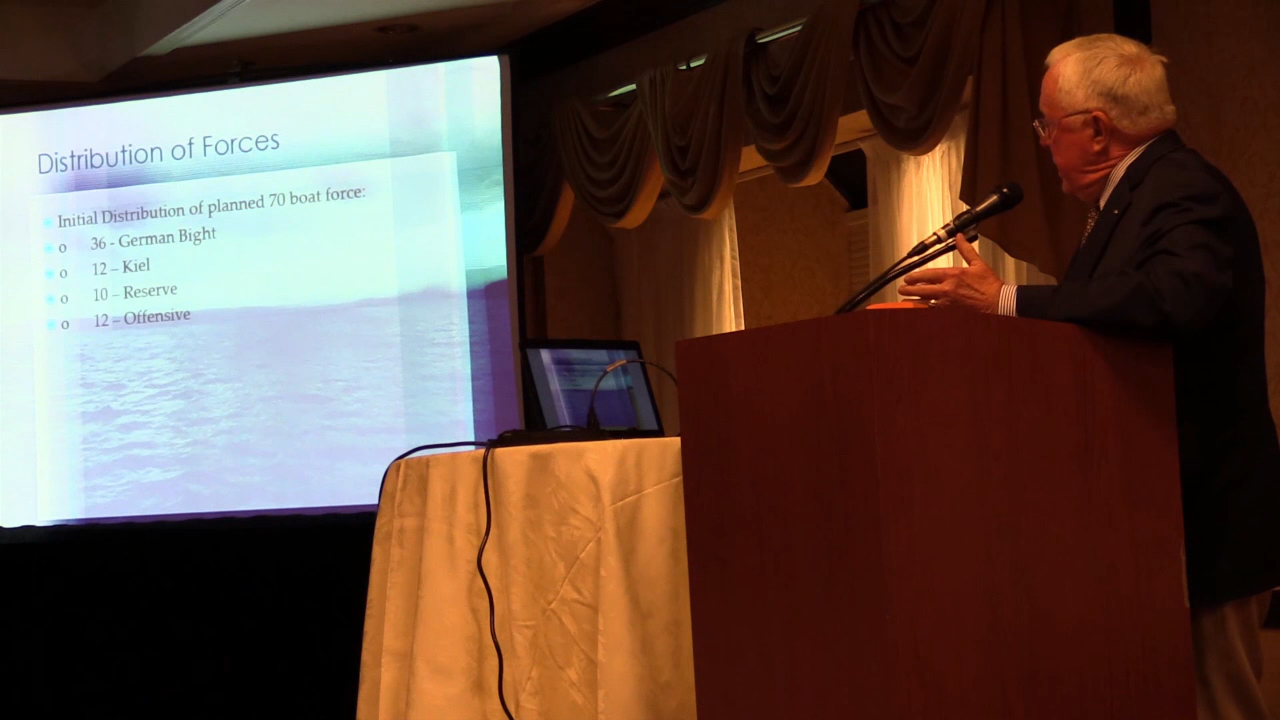 Distribution of Forces
Initial Distribution of planned 70 boat force:
o 36 - German Bight
o 12 – Kiel
o 10 – Reserve
o 12 – Offensive